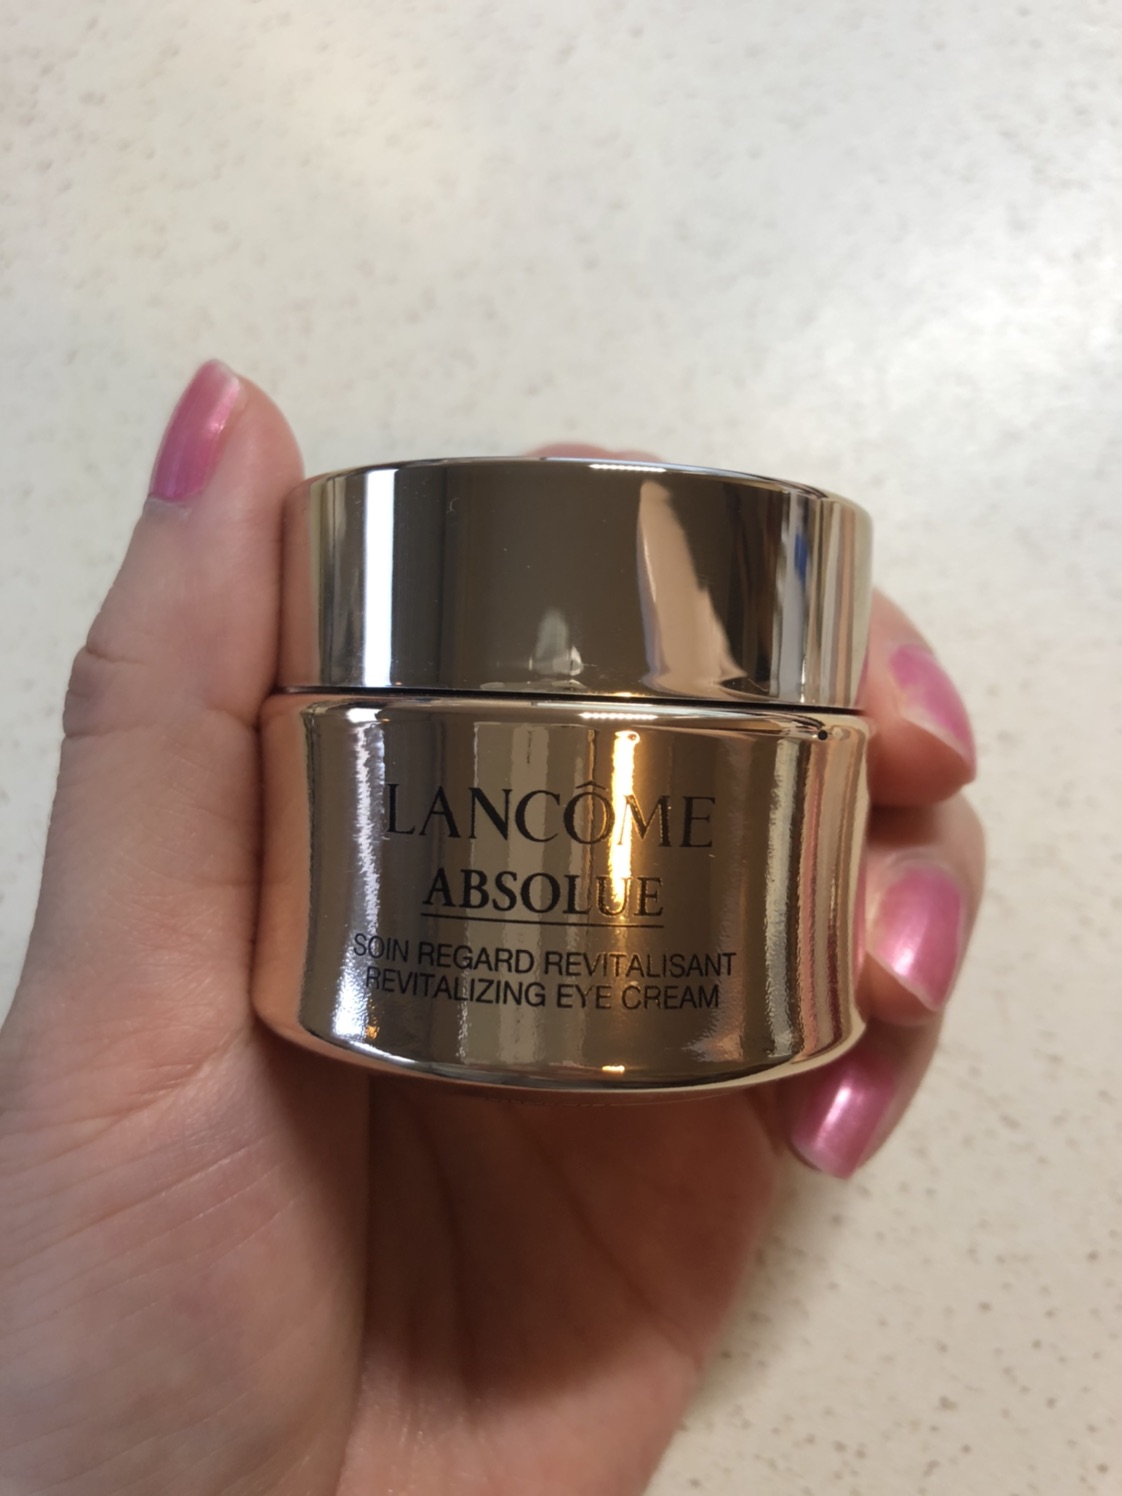 LANCÔME
ABSOLUE
SOIN REGARD REVITALISANT
REVITALIZING EYE CREAM